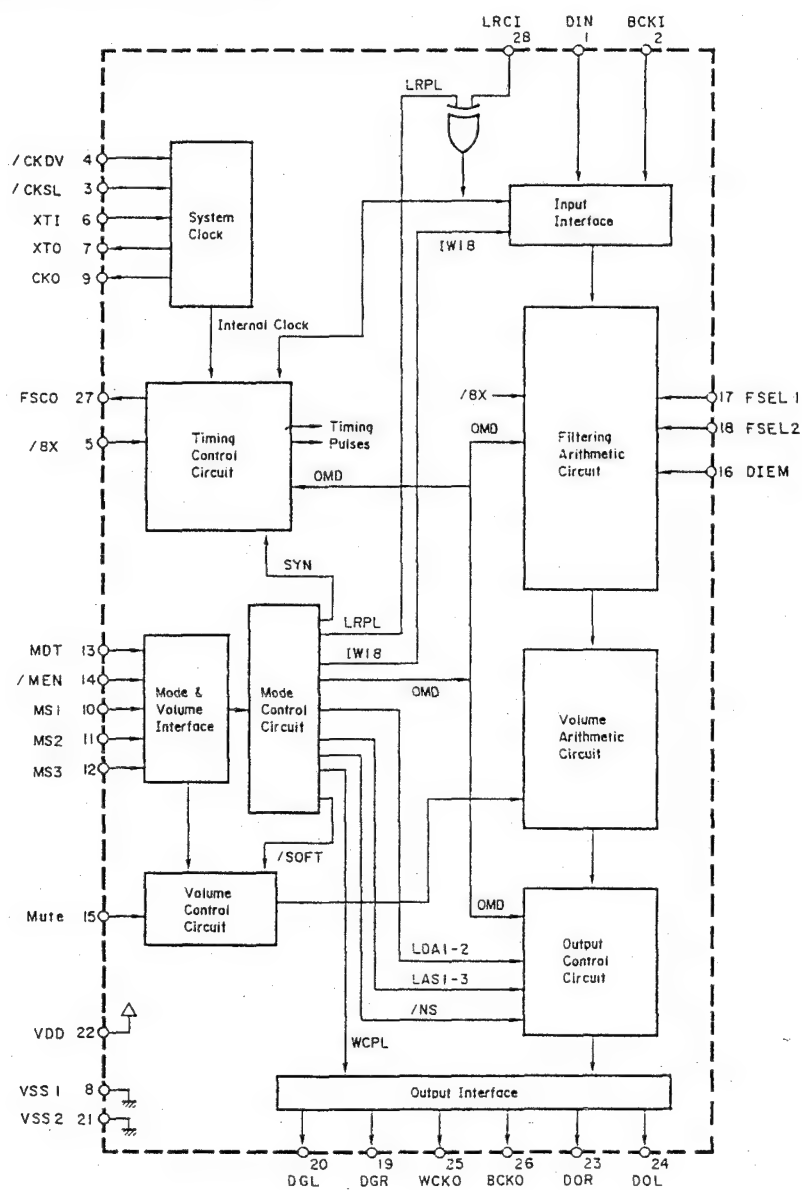 LRCI DIN BCKI
28 1 2
LRPL
/CKDV 4
/CKSL 3
XTI 6
XTO 7
CKO 9
System
Clock
Input
Interface
IW18
Internal Clock
FSCO 27
/8X 5
Timing
Control
Circuit
Timing
Pulses
OMD
/8X
OMD
Filtering
Arithmetic
Circuit
17 FSEL1
18 FSEL2
16 DIEM
SYN
LRPL
IW18
OMD
MDT 13
/MEN 14
MS1 10
MS2 11
MS3 12
Mode &
Volume
Interface
Mode
Control
Circuit
Volume
Arithmetic
Circuit
/SOFT
Mute 15
Volume
Control
Circuit
OMD
LOA1-2
LAS1-3
/NS
WCPL
Output
Control
Circuit
VDD 22
VSS1 8
VSS2 21
Output Interface
20 19 25 26 23 24
DGL DGR WCKO BCKO DOR DOL